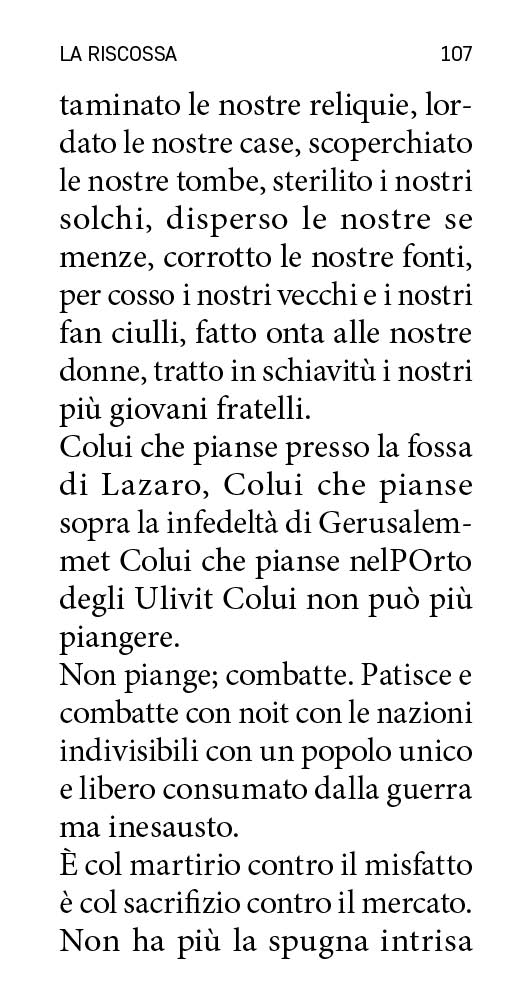 LA RISCOSSA 107
taminato le nostre reliquie, lor-
dato le nostre case, scoperchiato
le nostre tombe, sterilito i nostri
solchi, disperso le nostre se
menze, corrotto le nostre fonti,
per cosso i nostri vecchi e i nostri
fan ciulli, fatto onta alle nostre
donne, tratto in schiavitù i nostri
più giovani fratelli.
Colui che pianse presso la fossa
di Lazaro, Colui che pianse
sopra la infedeltà di Gerusalem-
met Colui che pianse nelPOrto
degli Ulivit Colui non può più
piangere.
Non piange; combatte. Patisce e
combatte con noit con le nazioni
indivisibili con un popolo unico
e libero consumato dalla guerra
ma inesausto.
È col martirio contro il misfatto
è col sacrifizio contro il mercato.
Non ha più la spugna intrisa